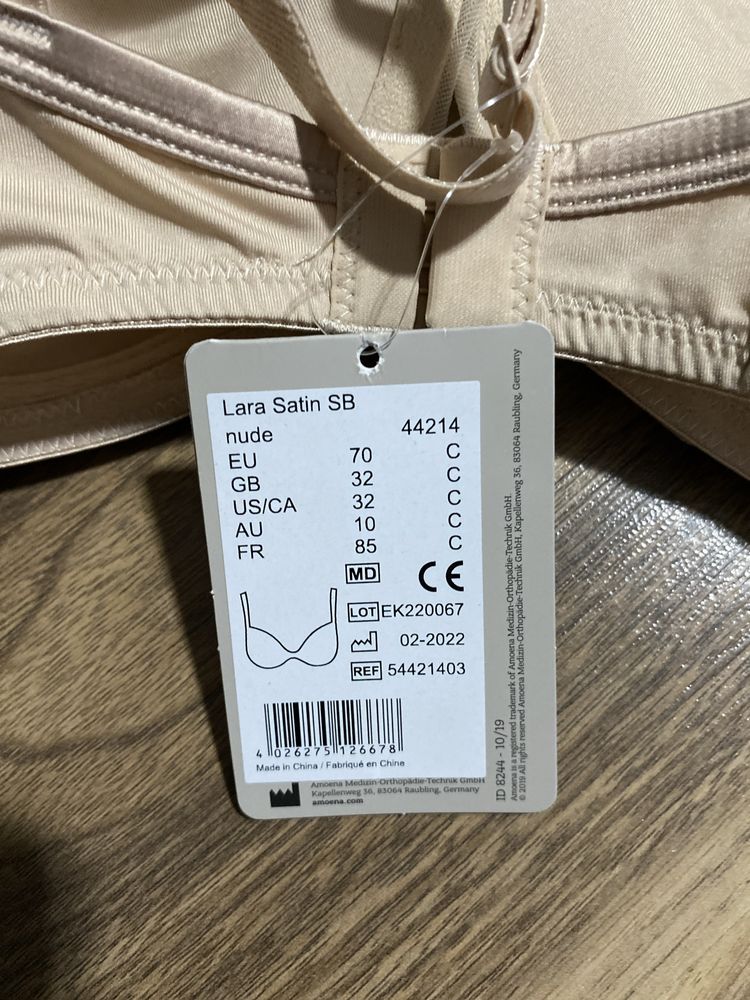 Lara Satin SB
nude 44214
EU 70 C
GB 32 C
US/CA 32 C
AU 10 C
FR 85 C
MD CE
LOT EK220067
02-2022
REF 54421403
4 026275 126678
Made in China / Fabriqué en Chine
Amoena Medizin-Orthopädie-Technik GmbH
Kapellenweg 36, 83064 Raubling, Germany
amoena.com
ID 8244 - 10/19
Amoena is a registered trademark of Amoena Medizin-Orthopädie-Technik GmbH.
© 2019 All rights reserved Amoena Medizin-Orthopädie-Technik GmbH, Kapellenweg 36, 83064 Raubling, Germany